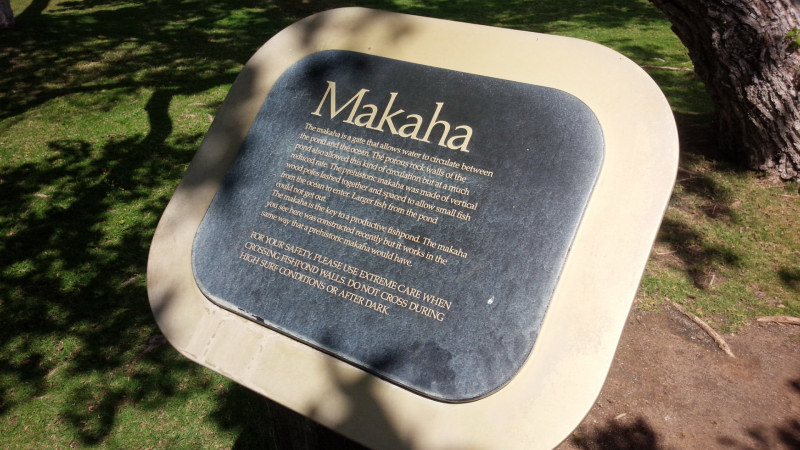 Makaha
The makaha is a gate that allows water to circulate between
the pond and the ocean. The porous rock walls of the
pond also allowed this kind of circulation but at a much
reduced rate. The prehistoric makaha was made of vertical
wood poles lashed together and spaced to allow small fish
from the ocean to enter. Larger fish from the pond
could not get out.
The makaha is the key to a productive fishpond. The makaha
you see here was constructed recently but it works in the
same way that a prehistoric makaha would have.
FOR YOUR SAFETY, PLEASE USE EXTREME CARE WHEN
CROSSING FISHPOND WALLS. DO NOT CROSS DURING
HIGH SURF CONDITIONS OR AFTER DARK.